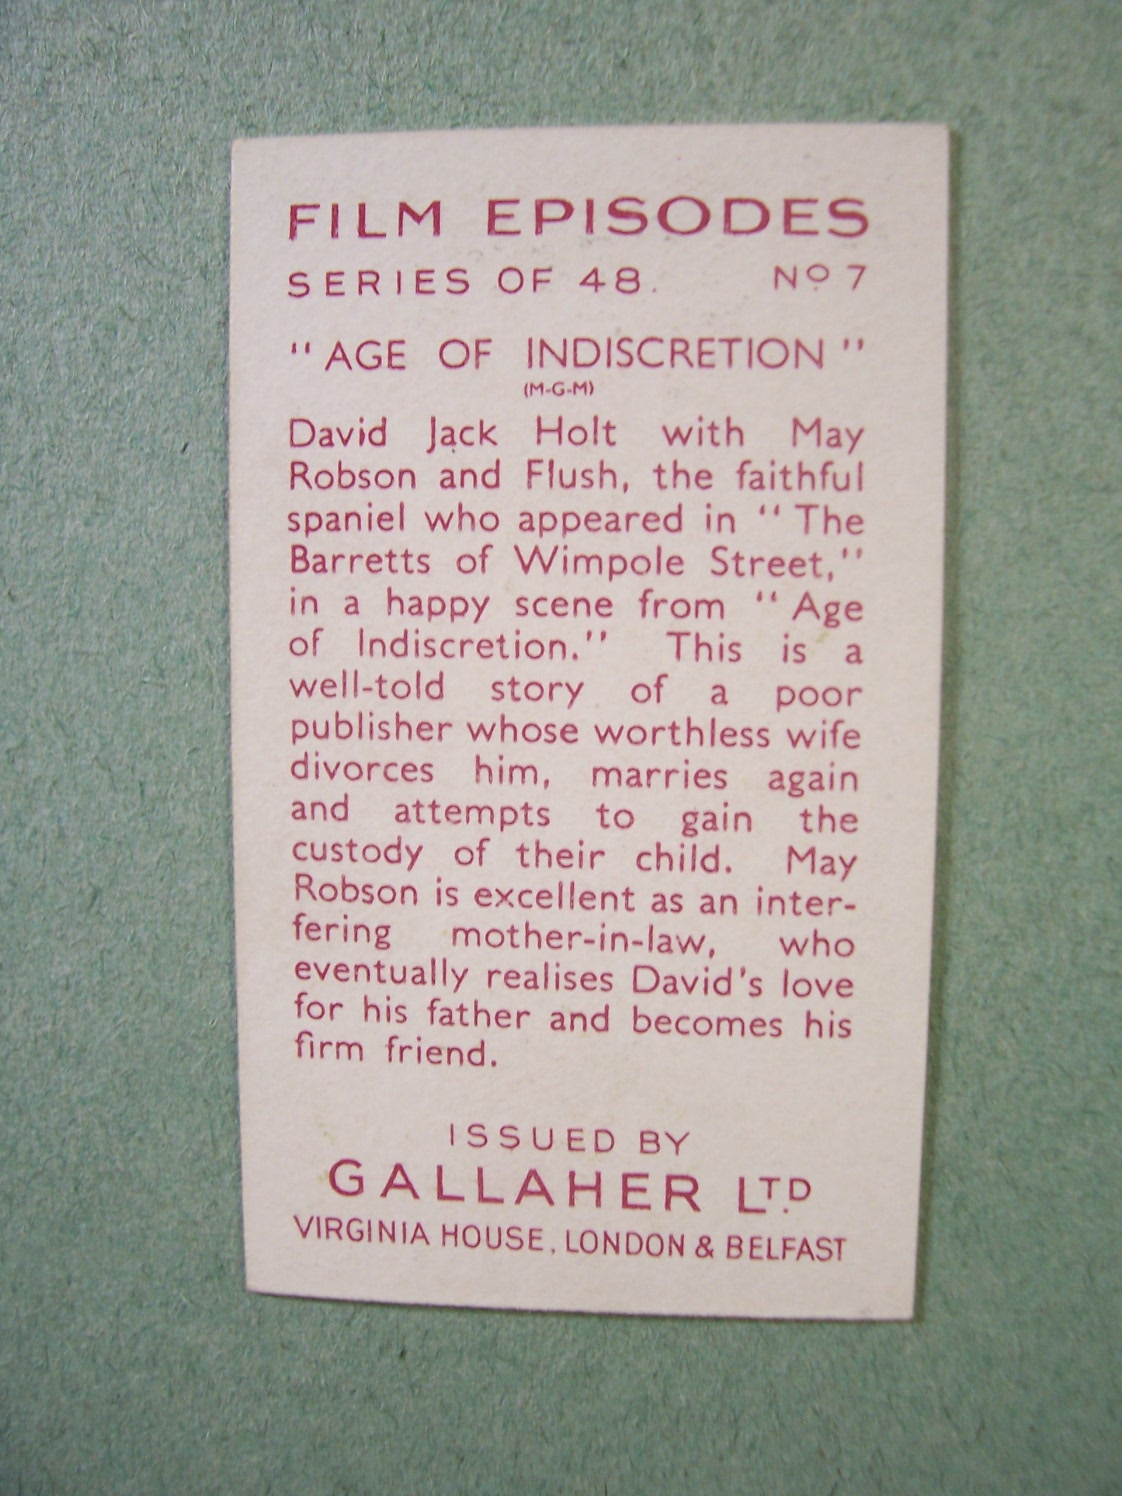 FILM EPISODES
SERIES OF 48. Nº 7
"AGE OF INDISCRETION"
(M-G-M)
David Jack Holt with May
Robson and Flush, the faithful
spaniel who appeared in "The
Barretts of Wimpole Street,"
in a happy scene from "Age
of Indiscretion." This is a
well-told story of a poor
publisher whose worthless wife
divorces him, marries again
and attempts to gain the
custody of their child. May
Robson is excellent as an inter-
fering mother-in-law, who
eventually realises David's love
for his father and becomes his
firm friend.
ISSUED BY
GALLAHER LTD.
VIRGINIA HOUSE, LONDON & BELFAST